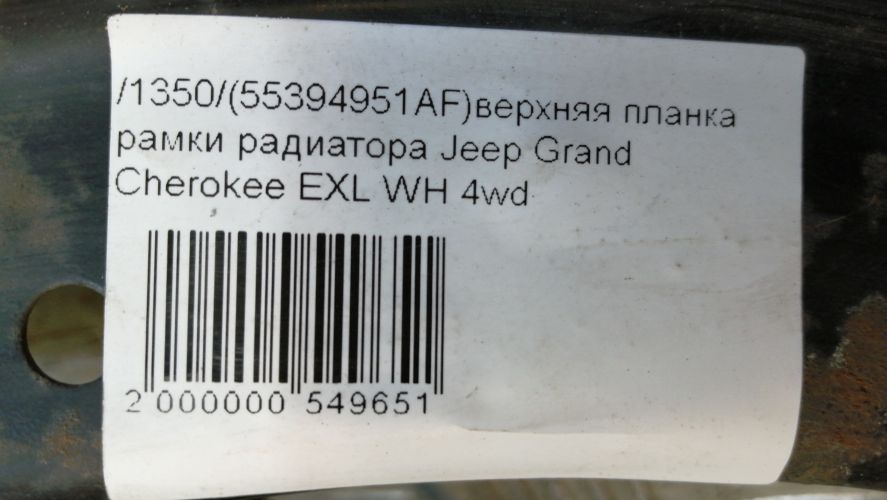 /1350/(55394951AF)верхняя планка
рамки радиатора Jeep Grand
Cherokee EXL WH 4wd
2 000000 549651